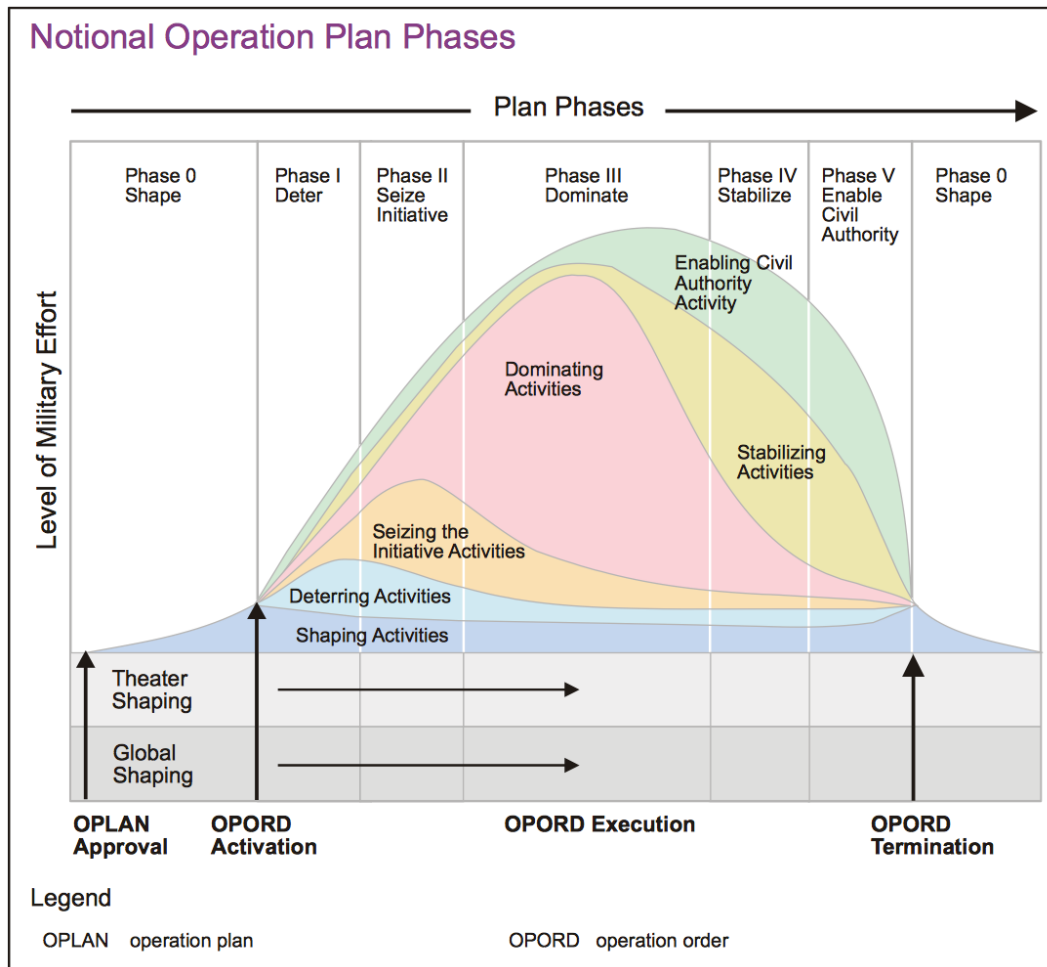 Notional Operation Plan Phases
Plan Phases
Phase 0
Shape
Phase I
Deter
Phase II
Seize
Initiative
Phase III
Dominate
Phase IV
Stabilize
Phase V
Enable
Civil
Authority
Phase 0
Shape
Level of Military Effort
Enabling Civil
Authority
Activity
Dominating
Activities
Stabilizing
Activities
Seizing the
Initiative Activities
Deterring Activities
Shaping Activities
Theater
Shaping
Global
Shaping
OPLAN
Approval
OPORD
Activation
OPORD Execution
OPORD
Termination
Legend
OPLAN operation plan
OPORD operation order